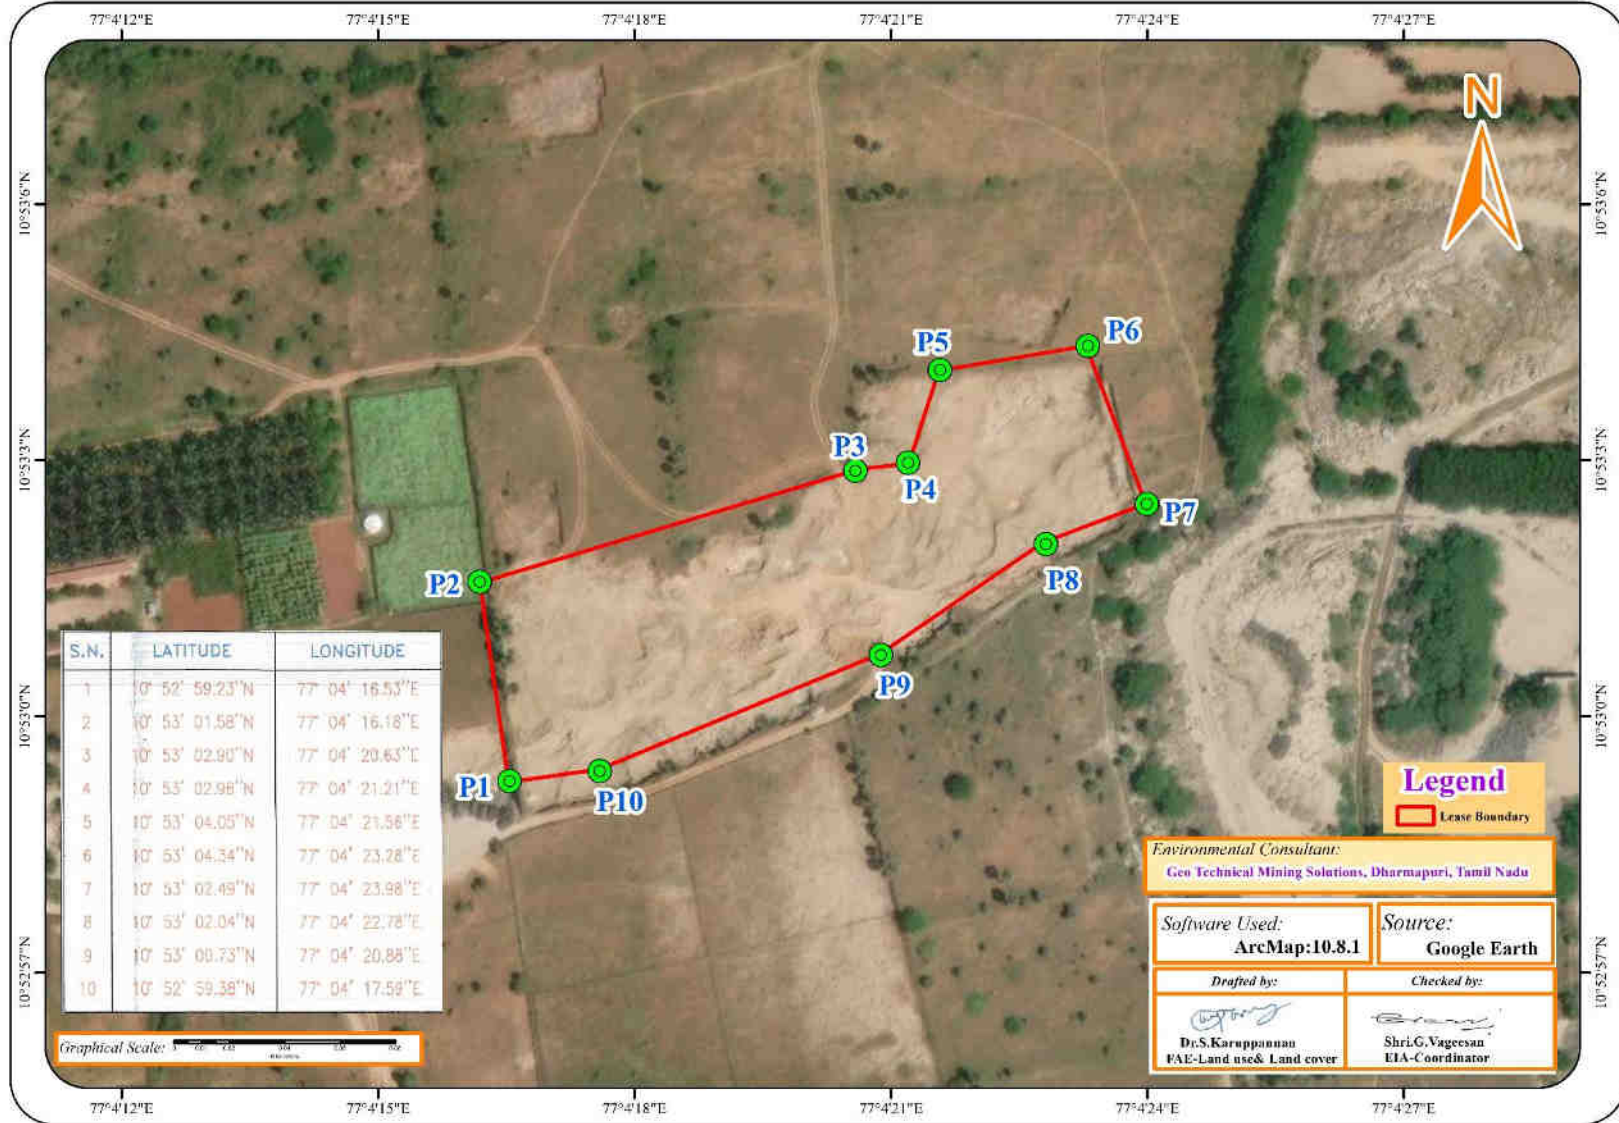 77°4'12"E 77°4'15"E 77°4'18"E 77°4'21"E 77°4'24"E 77°4'27"E
N
10°53'6"N 10°53'6"N
P6
P5
10°53'3"N P3 10°53'3"N
P4
P7
P8
P2
S.N. LATITUDE LONGITUDE
1 10° 52' 59.23''N 77° 04' 16.53''E
2 10° 53' 01.58''N 77° 04' 16.18''E
3 10° 53' 02.90''N 77° 04' 20.63''E
4 10° 53' 02.98''N 77° 04' 21.21''E
5 10° 53' 04.05''N 77° 04' 21.56''E
6 10° 53' 04.34''N 77° 04' 23.28''E
7 10° 53' 02.49''N 77° 04' 23.98''E
8 10° 53' 02.04''N 77° 04' 22.78''E
9 10° 53' 00.73''N 77° 04' 20.88''E
10 10° 52' 59.38''N 77° 04' 17.59''E
P9
10°53'0"N 10°53'0"N
P1
P10
Legend
Lease Boundary
Environmental Consultant:
Geo Technical Mining Solutions, Dharmapuri, Tamil Nadu
Software Used:
ArcMap:10.8.1
Source:
Google Earth
Drafted by:
Dr.S.Karuppannan
FAE-Land use& Land cover
Checked by:
Shri.G.Vageesan
EIA-Coordinator
10°52'57"N 10°52'57"N
Graphical Scale:
77°4'12"E 77°4'15"E 77°4'18"E 77°4'21"E 77°4'24"E 77°4'27"E